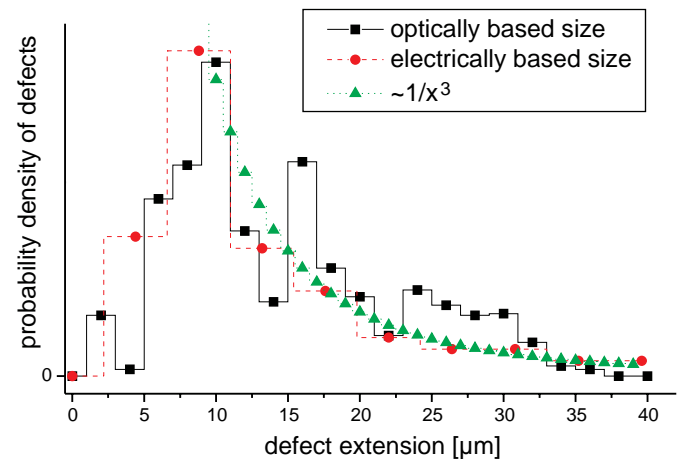 optically based size
electrically based size
~1/x³
probability density of defects
0
0 5 10 15 20 25 30 35 40
defect extension [µm]